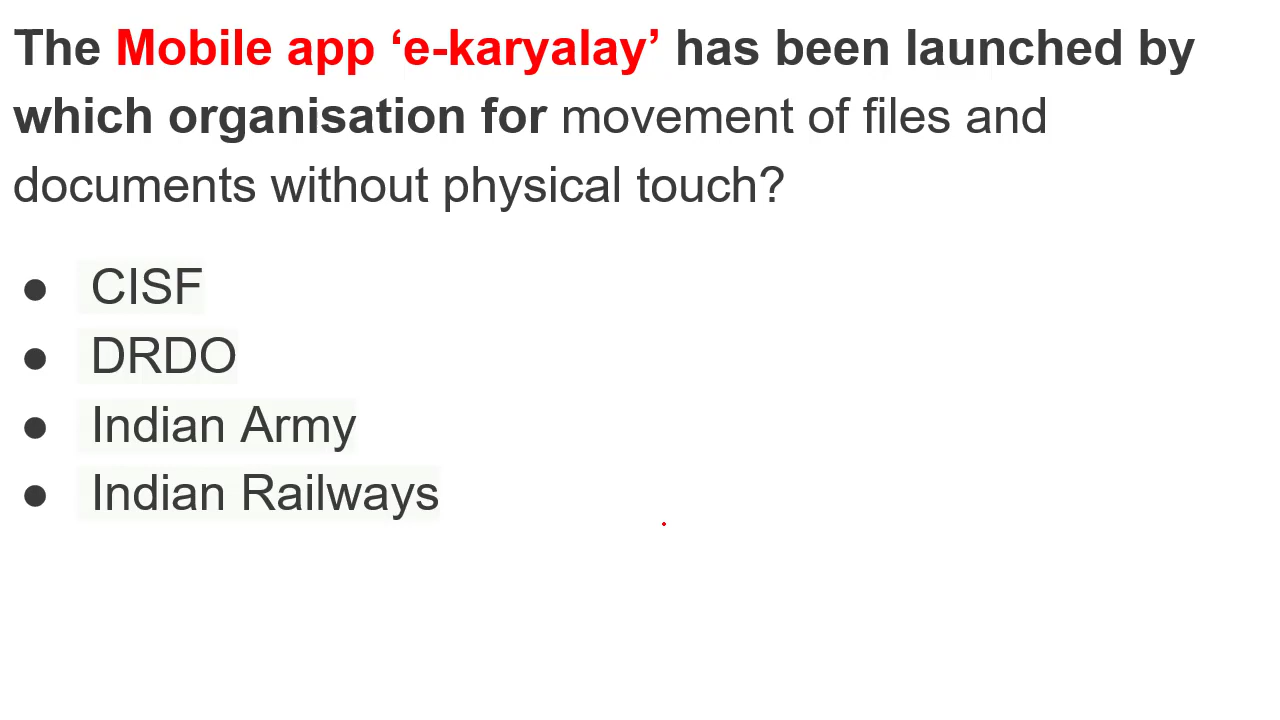 The Mobile app ‘e-karyalay’ has been launched by
which organisation for movement of files and
documents without physical touch?
● CISF
● DRDO
● Indian Army
● Indian Railways